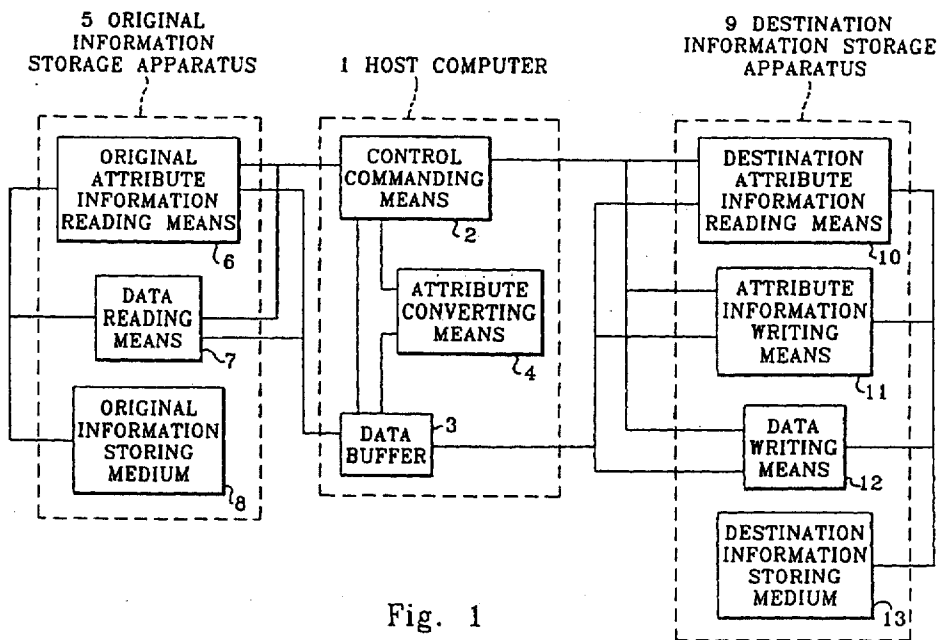 5 ORIGINAL
INFORMATION
STORAGE APPARATUS
1 HOST COMPUTER
9 DESTINATION
INFORMATION STORAGE
APPARATUS
ORIGINAL
ATTRIBUTE
INFORMATION
READING MEANS
6
DATA
READING
MEANS
7
ORIGINAL
INFORMATION
STORING
MEDIUM
8
CONTROL
COMMANDING
MEANS
2
ATTRIBUTE
CONVERTING
MEANS
4
3
DATA
BUFFER
DESTINATION
ATTRIBUTE
INFORMATION
READING MEANS
10
ATTRIBUTE
INFORMATION
WRITING
MEANS
11
DATA
WRITING
MEANS
12
DESTINATION
INFORMATION
STORING
MEDIUM
13
Fig. 1